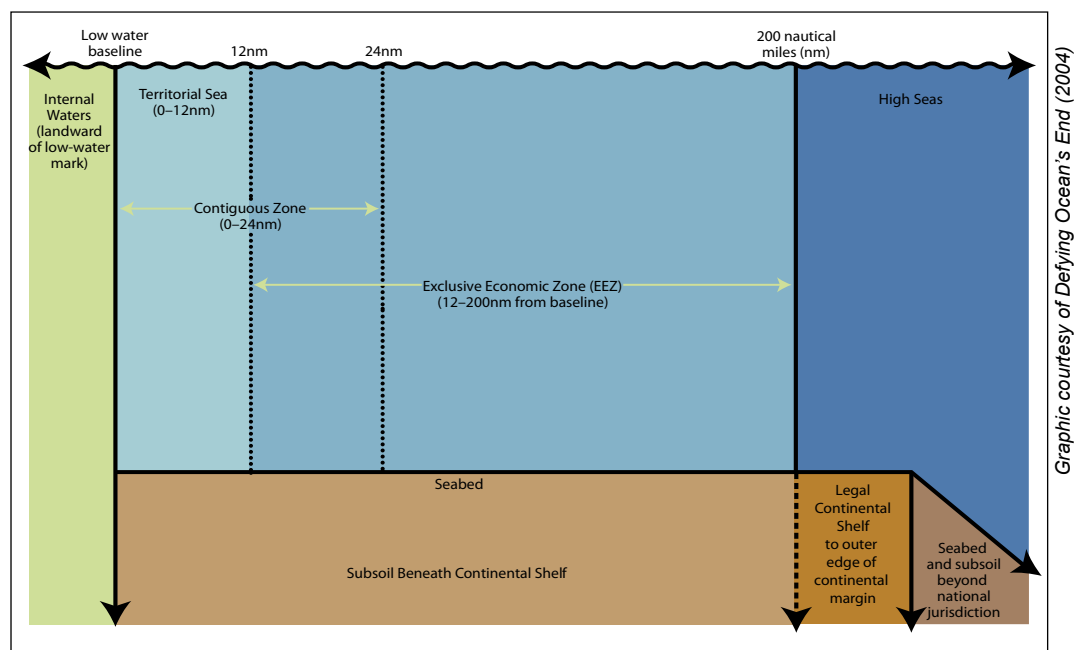 Low water
baseline
12nm
24nm
200 nautical
miles (nm)
Internal
Waters
(landward
of low-water
mark)
Territorial Sea
(0–12nm)
High Seas
Contiguous Zone
(0–24nm)
Exclusive Economic Zone (EEZ)
(12–200nm from baseline)
Seabed
Subsoil Beneath Continental Shelf
Legal
Continental
Shelf
to outer
edge of
continental
margin
Seabed
and subsoil
beyond
national
jurisdiction
Graphic courtesy of Defying Ocean's End (2004)